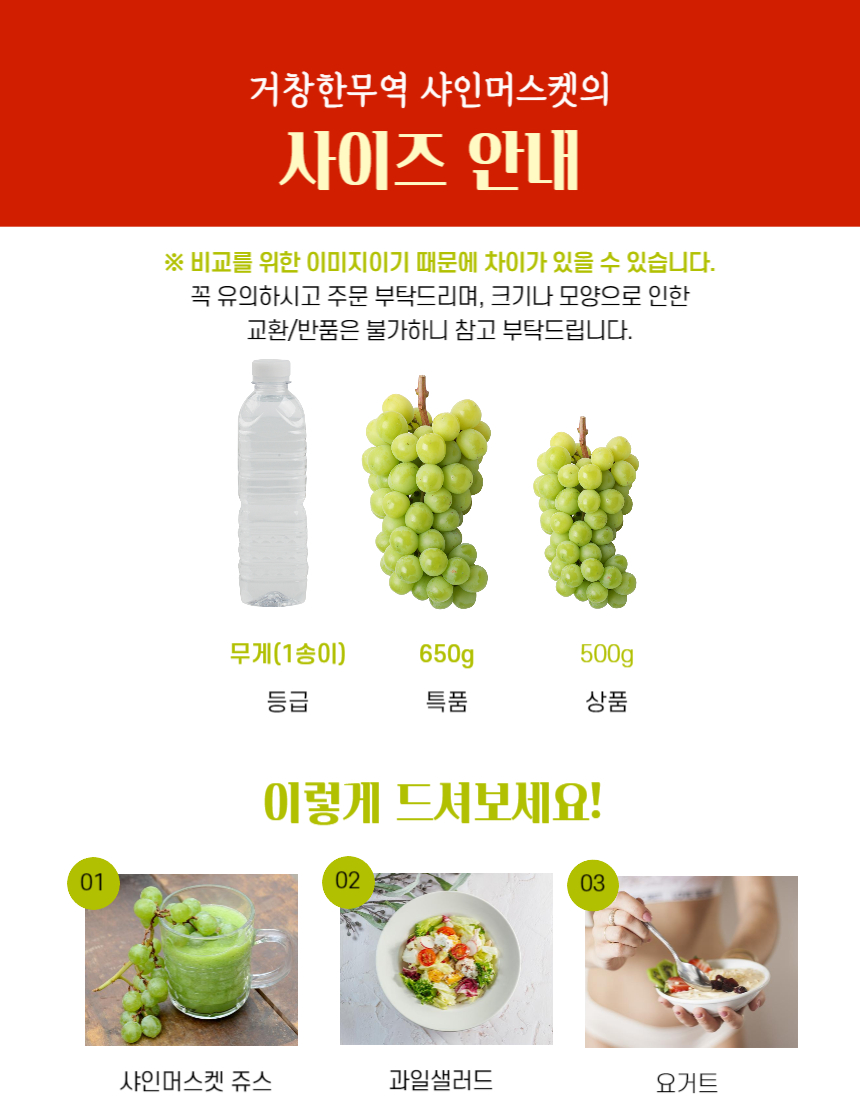 거창한무역 샤인머스켓의
사이즈 안내
※ 비교를 위한 이미지이기 때문에 차이가 있을 수 있습니다.
꼭 유의하시고 주문 부탁드리며, 크기나 모양으로 인한
교환/반품은 불가하니 참고 부탁드립니다.
무게(1송이) 650g 500g
등급 특품 상품
이렇게 드셔보세요!
01 02 03
샤인머스켓 쥬스 과일샐러드 요거트